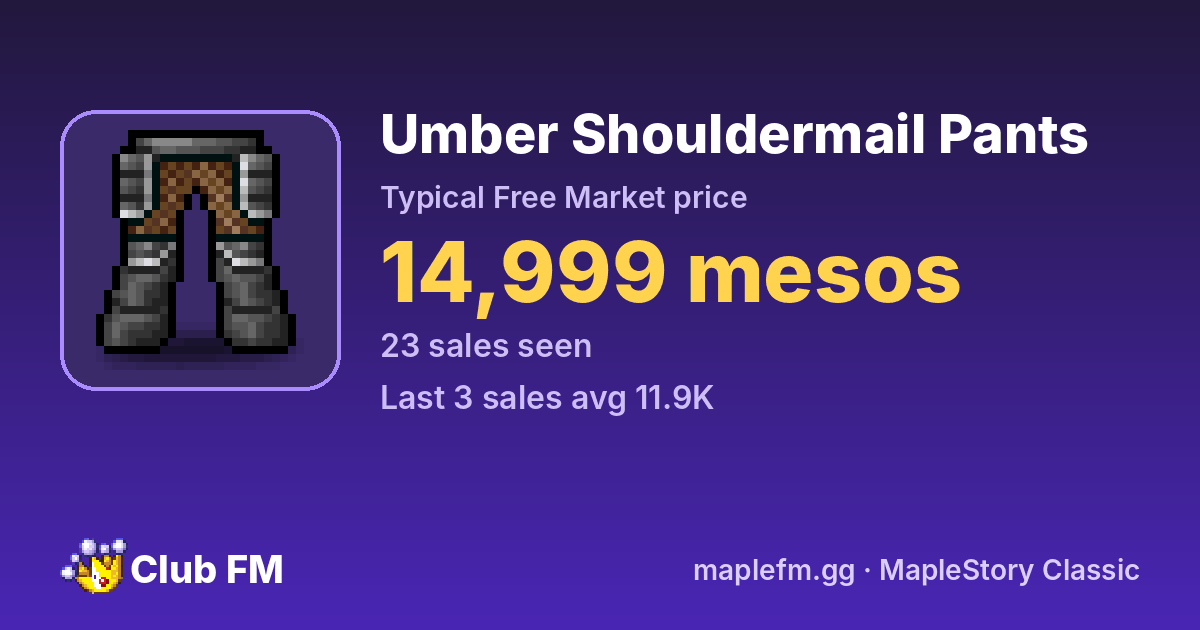 Umber Shouldermail Pants
Typical Free Market price
14,999 mesos
23 sales seen
Last 3 sales avg 11.9K
Club FM
maplefm.gg · MapleStory Classic